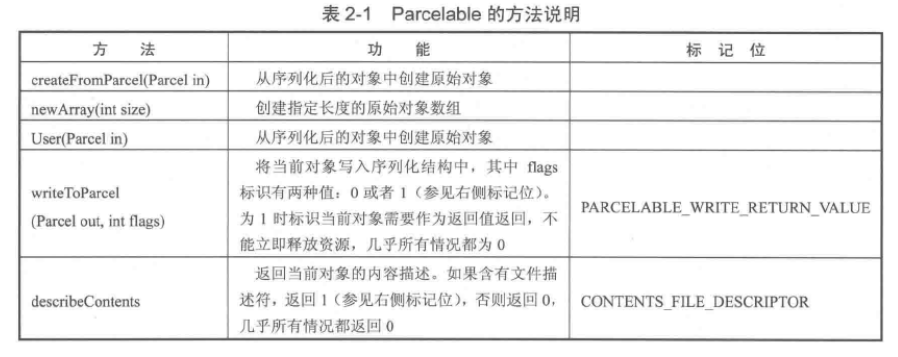 表 2-1 Parcelable 的方法说明
方 法 功 能 标 记 位
createFromParcel(Parcel in) 从序列化后的对象中创建原始对象
newArray(int size) 创建指定长度的原始对象数组
User(Parcel in) 从序列化后的对象中创建原始对象
writeToParcel
(Parcel out, int flags)
将当前对象写入序列化结构中，其中 flags
标识有两种值：0 或者 1（参见右侧标记位）。
为 1 时标识当前对象需要作为返回值返回，不
能立即释放资源，几乎所有情况都为 0
PARCELABLE_WRITE_RETURN_VALUE
describeContents
返回当前对象的内容描述。如果含有文件描
述符，返回 1（参见右侧标记位），否则返回 0，
几乎所有情况都返回 0
CONTENTS_FILE_DESCRIPTOR